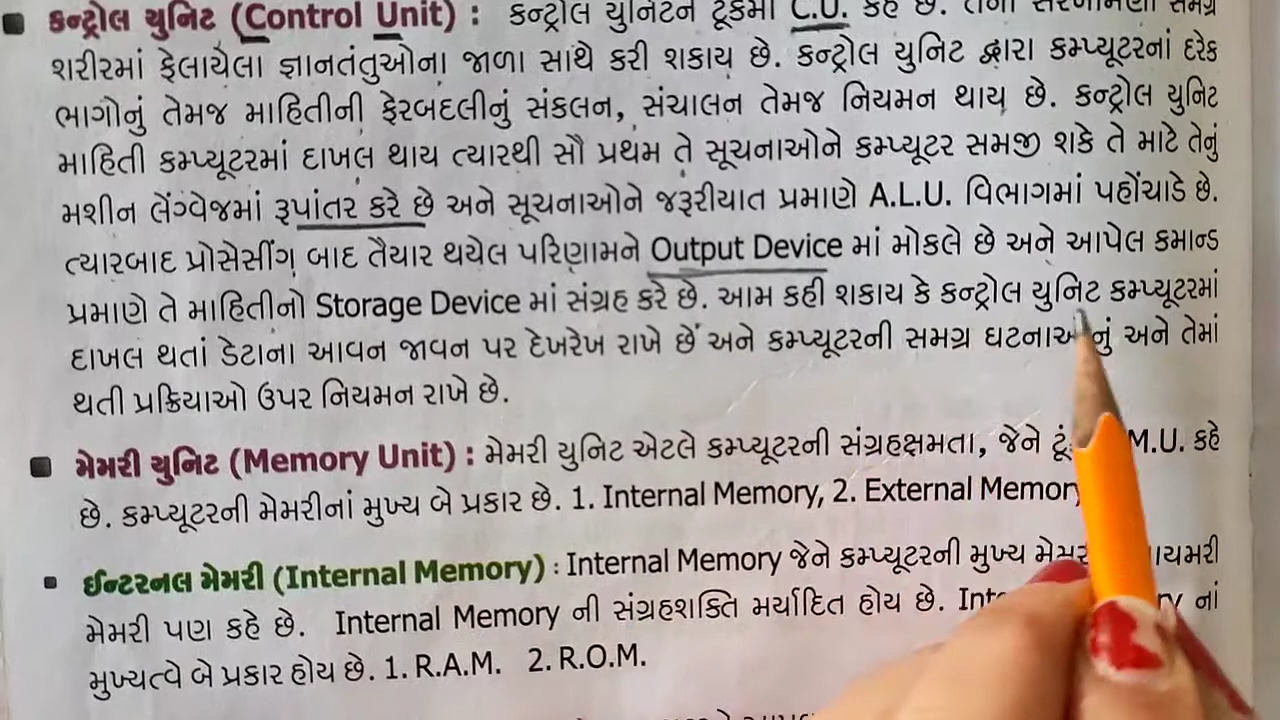 કન્ટ્રોલ યુનિટ (Control Unit) : કન્ટ્રોલ યુનિટને ટૂંકમાં C.U. કહે છે. તેની સરખામણી સમગ્ર
શરીરમાં ફેલાયેલા જ્ઞાનતંતુઓના જાળા સાથે કરી શકાય છે. કન્ટ્રોલ યુનિટ દ્વારા કમ્પ્યૂટરનાં દરેક
ભાગોનું તેમજ માહિતીની ફેરબદલીનું સંકલન, સંચાલન તેમજ નિયમન થાય છે. કન્ટ્રોલ યુનિટ
માહિતી કમ્પ્યૂટરમાં દાખલ થાય ત્યારથી સૌ પ્રથમ તે સૂચનાઓને કમ્પ્યૂટર સમજી શકે તે માટે તેનું
મશીન લેંગ્વેજમાં રૂપાંતર કરે છે અને સૂચનાઓને જરૂરીયાત પ્રમાણે A.L.U. વિભાગમાં પહોંચાડે છે.
ત્યારબાદ પ્રોસેસીંગ બાદ તૈયાર થયેલ પરિણામને Output Device માં મોકલે છે અને આપેલ કમાન્ડ
પ્રમાણે તે માહિતીનો Storage Device માં સંગ્રહ કરે છે. આમ કહી શકાય કે કન્ટ્રોલ યુનિટ કમ્પ્યૂટરમાં
દાખલ થતાં ડેટાના આવન જાવન પર દેખરેખ રાખે છે અને કમ્પ્યૂટરની સમગ્ર ઘટનાઓનું અને તેમાં
થતી પ્રક્રિયાઓ ઉપર નિયમન રાખે છે.
મેમરી યુનિટ (Memory Unit) : મેમરી યુનિટ એટલે કમ્પ્યૂટરની સંગ્રહક્ષમતા, જેને M.U. કહે
છે. કમ્પ્યૂટરની મેમરીનાં મુખ્ય બે પ્રકાર છે. 1. Internal Memory, 2. External Memory
ઈન્ટરનલ મેમરી (Internal Memory) : Internal Memory જેને કમ્પ્યૂટરની મુખ્ય
મેમરી પણ કહે છે. Internal Memory ની સંગ્રહશક્તિ મર્યાદિત હોય છે. નાં
મુખ્યત્વે બે પ્રકાર હોય છે. 1. R.A.M. 2. R.O.M.